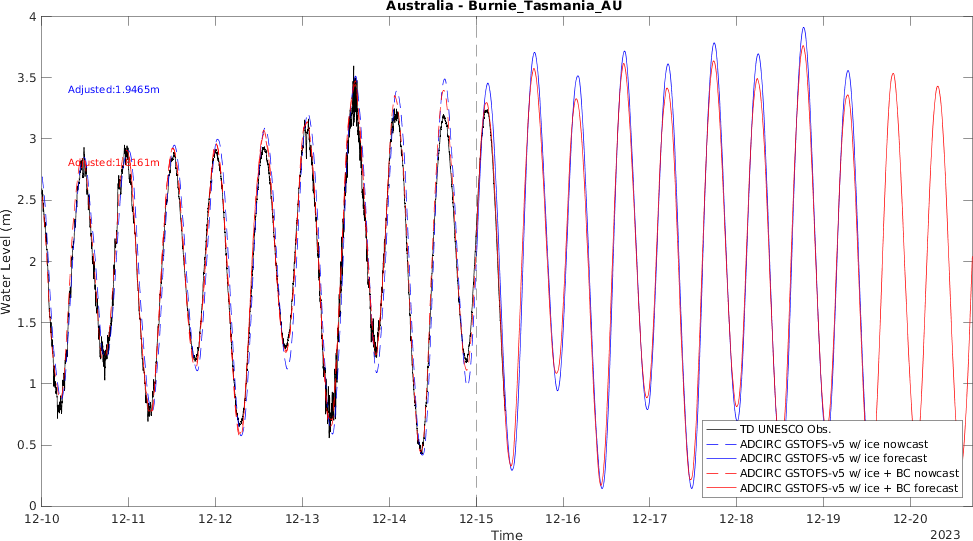 Australia - Burnie_Tasmania_AU
4
3.5
3
2.5
2
1.5
1
0.5
0
Water Level (m)
Adjusted:1.9465m
12-10
12-11
12-12
12-13
12-14
12-15
12-16
12-17
12-18
12-19
12-20
Time
2023
TD UNESCO Obs.
ADCIRC GSTOFS-v5 w/ ice nowcast
ADCIRC GSTOFS-v5 w/ ice forecast
ADCIRC GSTOFS-v5 w/ ice + BC nowcast
ADCIRC GSTOFS-v5 w/ ice + BC forecast